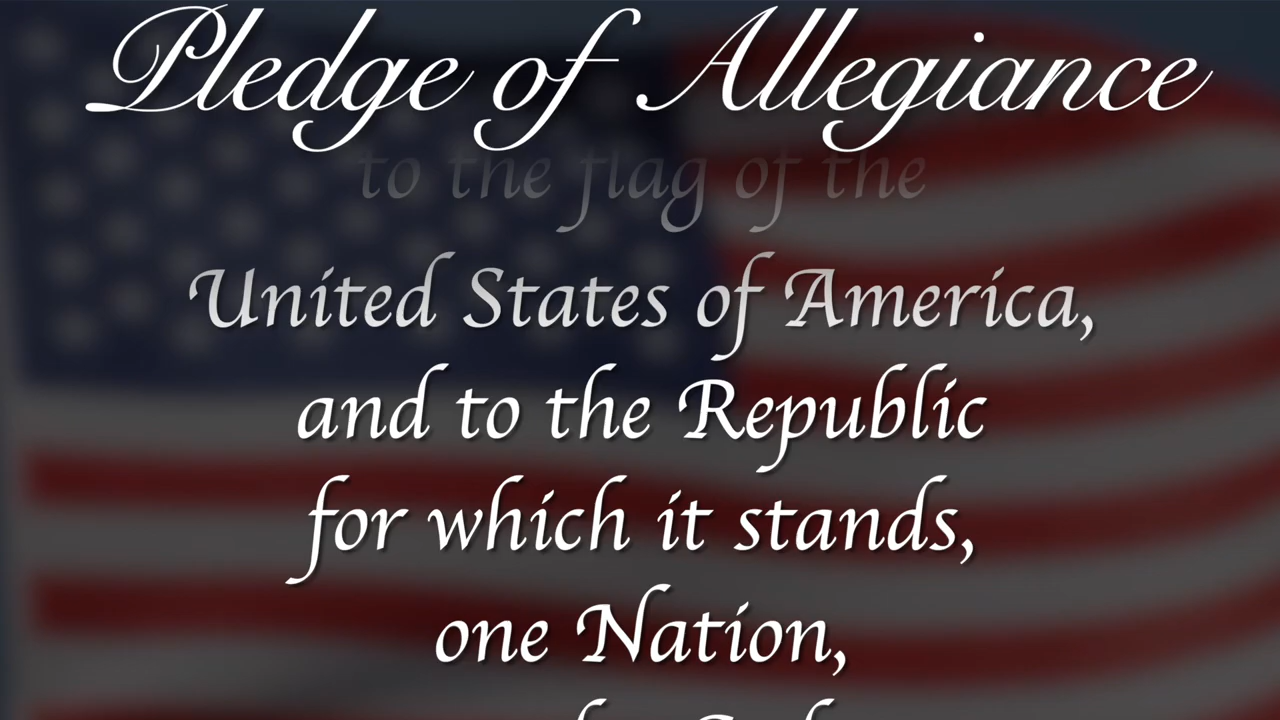 Pledge of Allegiance
to the flag of the
United States of America,
and to the Republic
for which it stands,
one Nation,